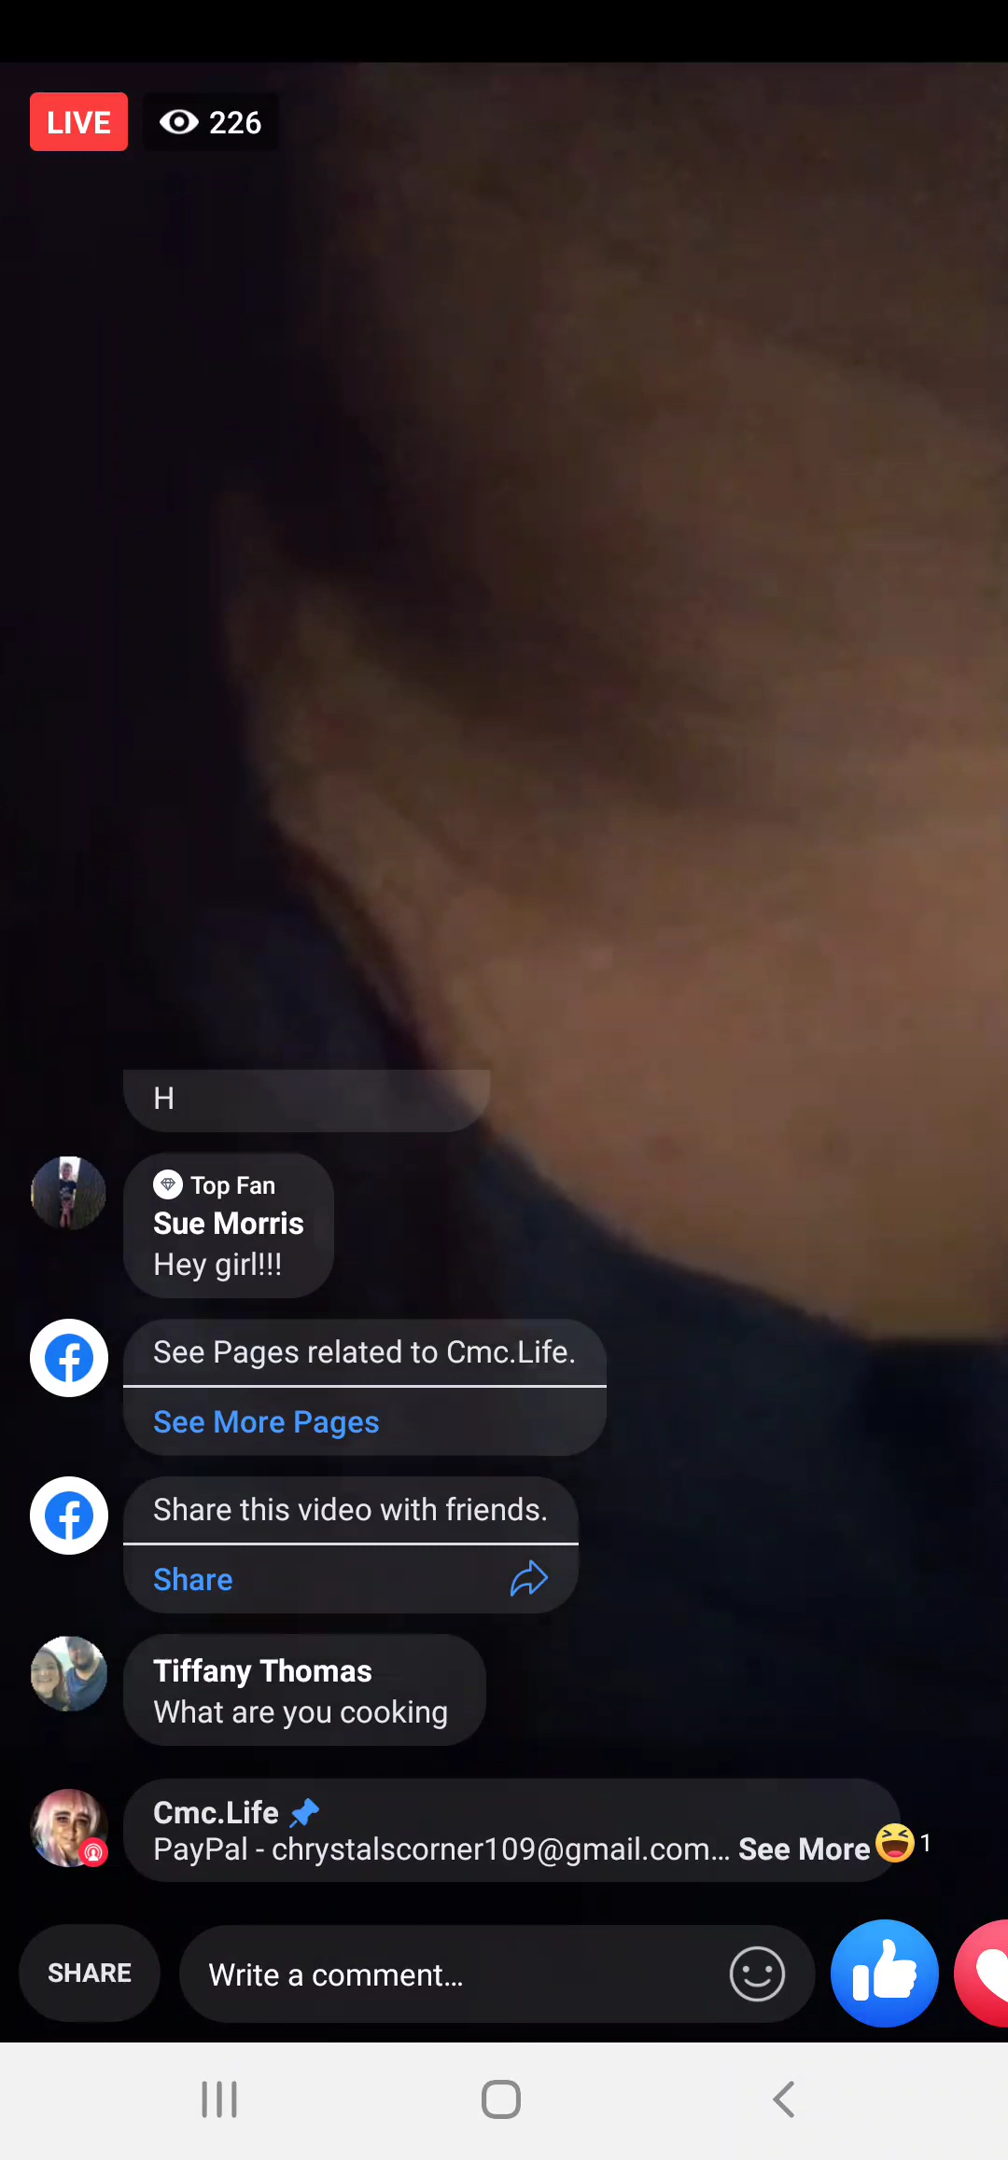 LIVE 226
H
Top Fan
Sue Morris
Hey girl!!!
See Pages related to Cmc.Life.
See More Pages
Share this video with friends.
Share
Tiffany Thomas
What are you cooking
Cmc.Life
PayPal - chrystalscorner109@gmail.com... See More 1
SHARE Write a comment...